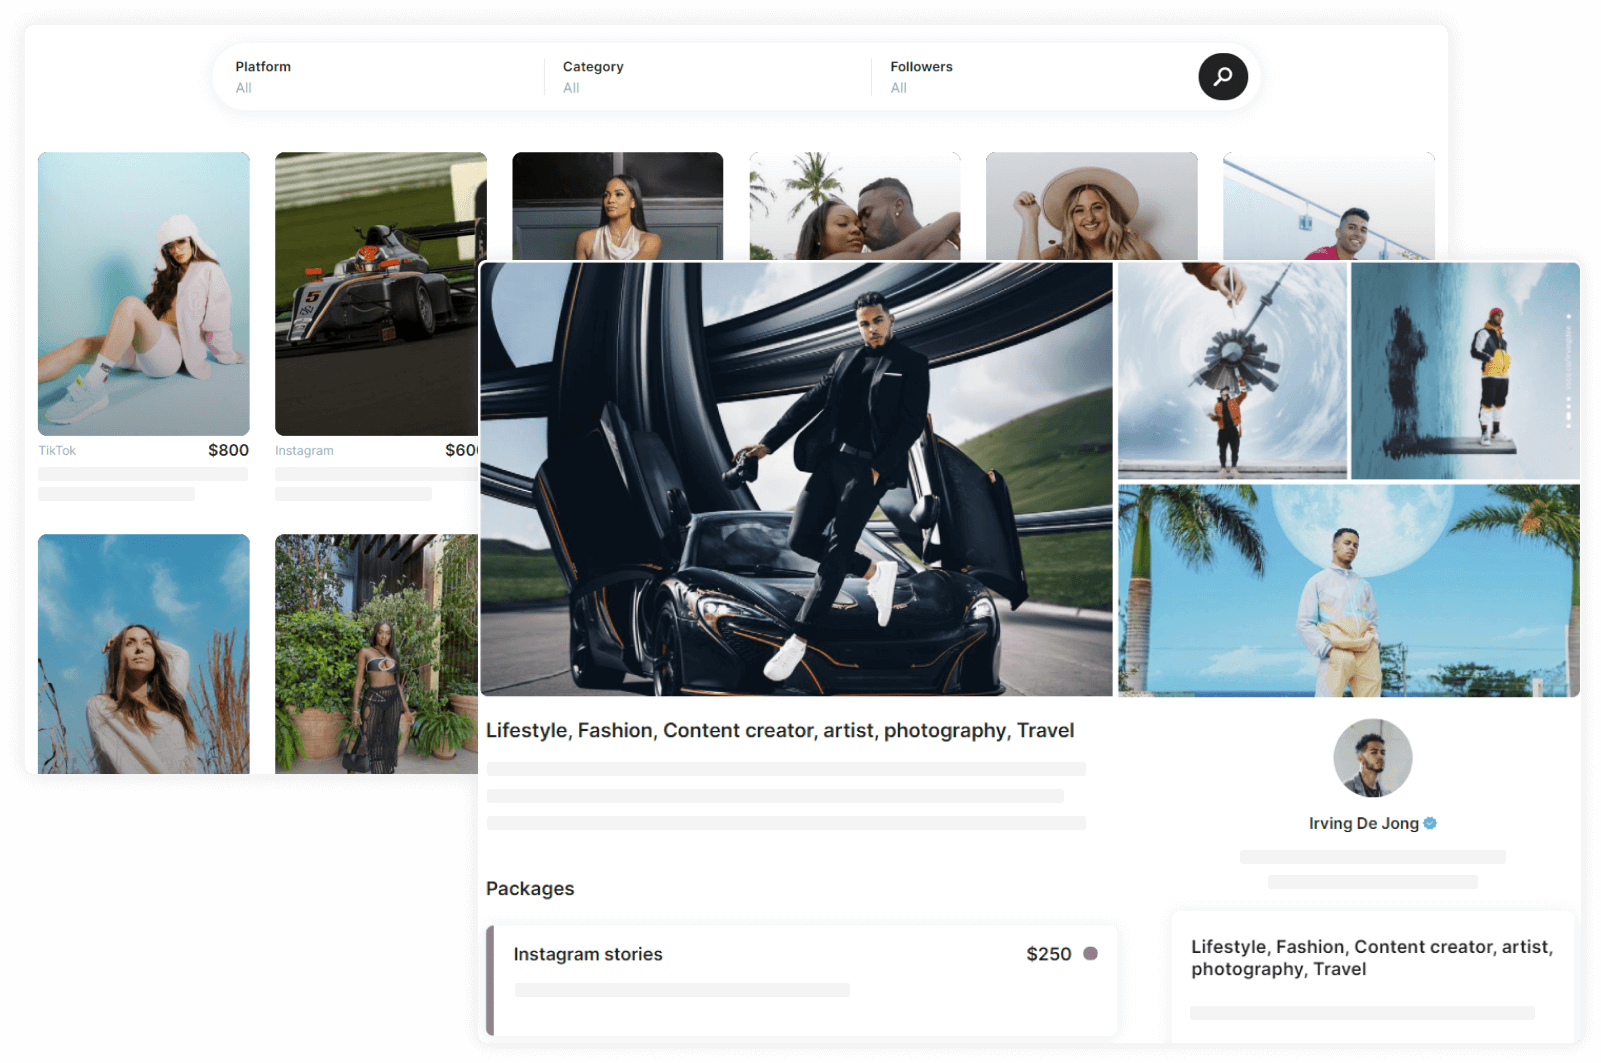 Platform
All
Category
All
Followers
All
5
TikTok
$800
Instagram
$60
Lifestyle, Fashion, Content creator, artist, photography, Travel
Irving De Jong
Packages
Instagram stories
$250
Lifestyle, Fashion, Content creator, artist,
photography, Travel